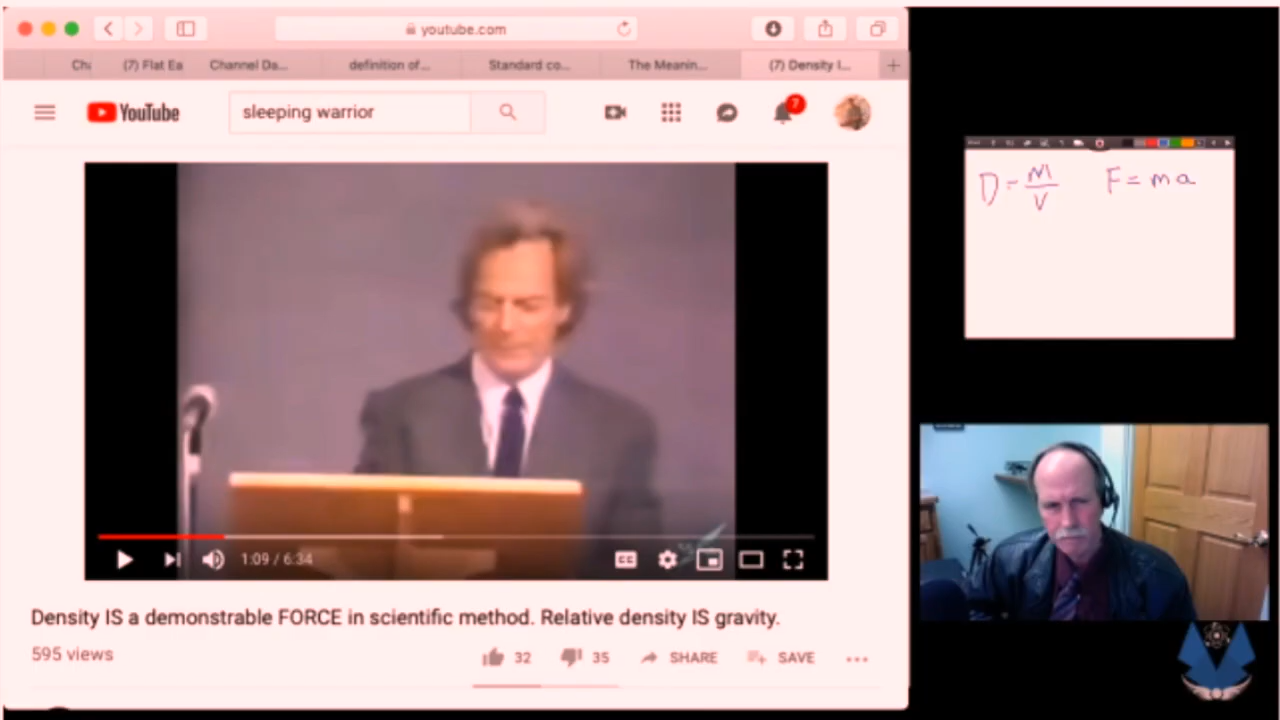 youtube.com
Cha
(7) Flat Ea
Channel Da...
definition of...
Standard co...
The Meanin...
(7) Density I...
YouTube
sleeping warrior
7
D = M/V
F = ma
1:09 / 6:34
CC
Density IS a demonstrable FORCE in scientific method. Relative density IS gravity.
595 views
32
35
SHARE
SAVE